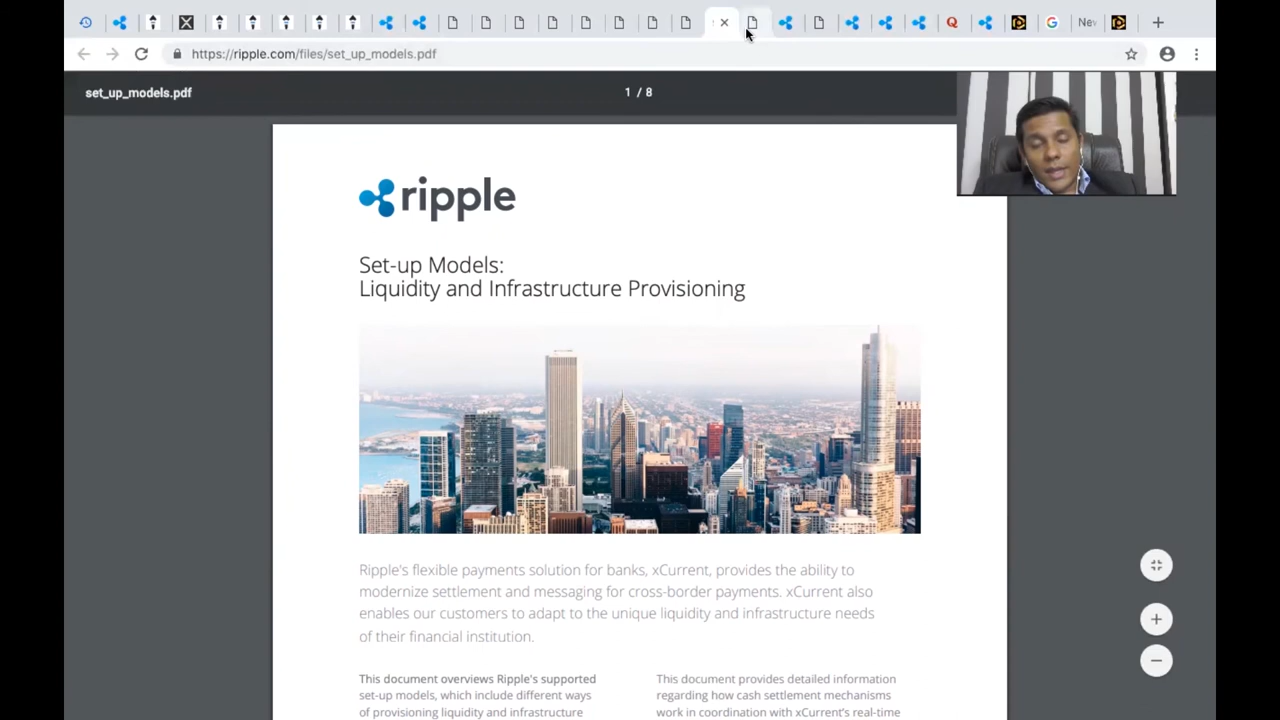 Nev
https://ripple.com/files/set_up_models.pdf
set_up_models.pdf
1 / 8
ripple
Set-up Models:
Liquidity and Infrastructure Provisioning
Ripple's flexible payments solution for banks, xCurrent, provides the ability to
modernize settlement and messaging for cross-border payments. xCurrent also
enables our customers to adapt to the unique liquidity and infrastructure needs
of their financial institution.
This document overviews Ripple's supported
set-up models, which include different ways
of provisioning liquidity and infrastructure
This document provides detailed information
regarding how cash settlement mechanisms
work in coordination with xCurrent's real-time